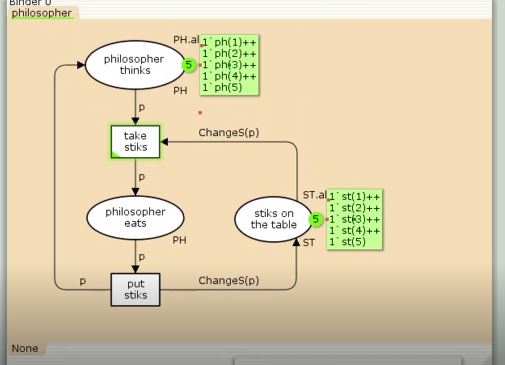 Binder 0
philosopher
PH.al
1`ph(1)++
1`ph(2)++
1`ph(3)++
1`ph(4)++
1`ph(5)
philosopher
thinks
5
PH
p
take
stiks
ChangeS(p)
p
philosopher
eats
PH
ST.al
1`st(1)++
1`st(2)++
1`st(3)++
1`st(4)++
1`st(5)
stiks on
the table
5
ST
p
p
put
stiks
ChangeS(p)
None